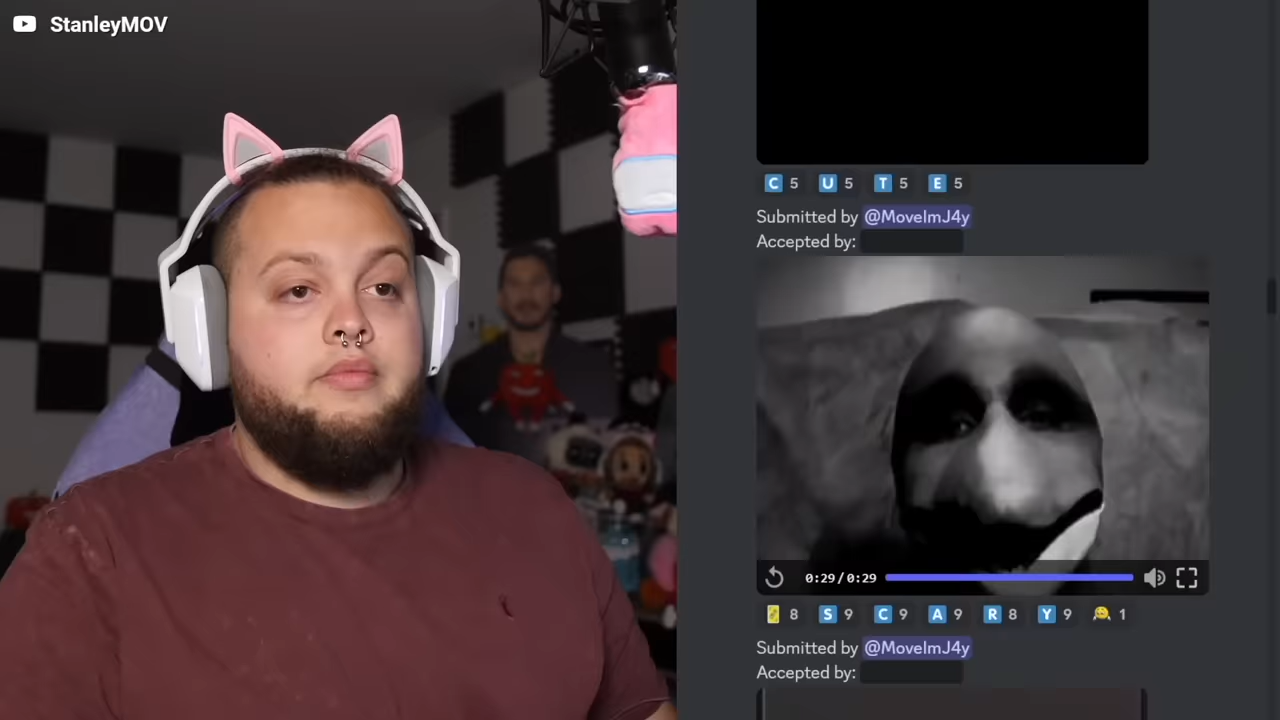 StanleyMOV
C 5 U 5 T 5 E 5
Submitted by @MoveImJ4y
Accepted by:
0:29/0:29
8 S 9 C 9 A 9 R 8 Y 9 1
Submitted by @MoveImJ4y
Accepted by: